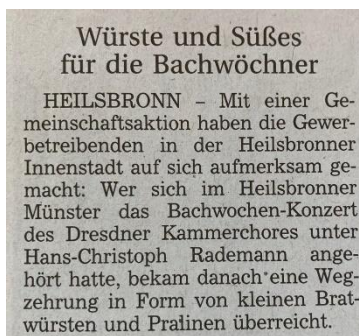 Würste und Süßes
für die Bachwöchner
HEILSBRONN – Mit einer Ge-
meinschaftsaktion haben die Gewer-
betreibenden in der Heilsbronner
Innenstadt auf sich aufmerksam ge-
macht: Wer sich im Heilsbronner
Münster das Bachwochen-Konzert
des Dresdner Kammerchores unter
Hans-Christoph Rademann ange-
hört hatte, bekam danach eine Weg-
zehrung in Form von kleinen Brat-
würsten und Pralinen überreicht.